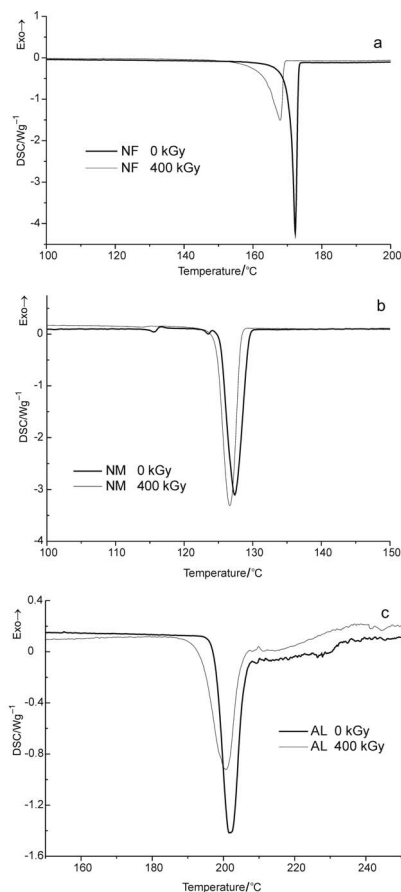 Exo→
a
0
-1
-2
-3
-4
DSC/Wg⁻¹
NF 0 kGy
NF 400 kGy
100 120 140 160 180 200
Temperature/°C
Exo→
b
0
-1
-2
-3
-4
DSC/Wg⁻¹
NM 0 kGy
NM 400 kGy
100 110 120 130 140 150
Temperature/°C
Exo→
c
0.4
0
-0.4
-0.8
-1.2
-1.6
DSC/Wg⁻¹
AL 0 kGy
AL 400 kGy
160 180 200 220 240
Temperature/°C